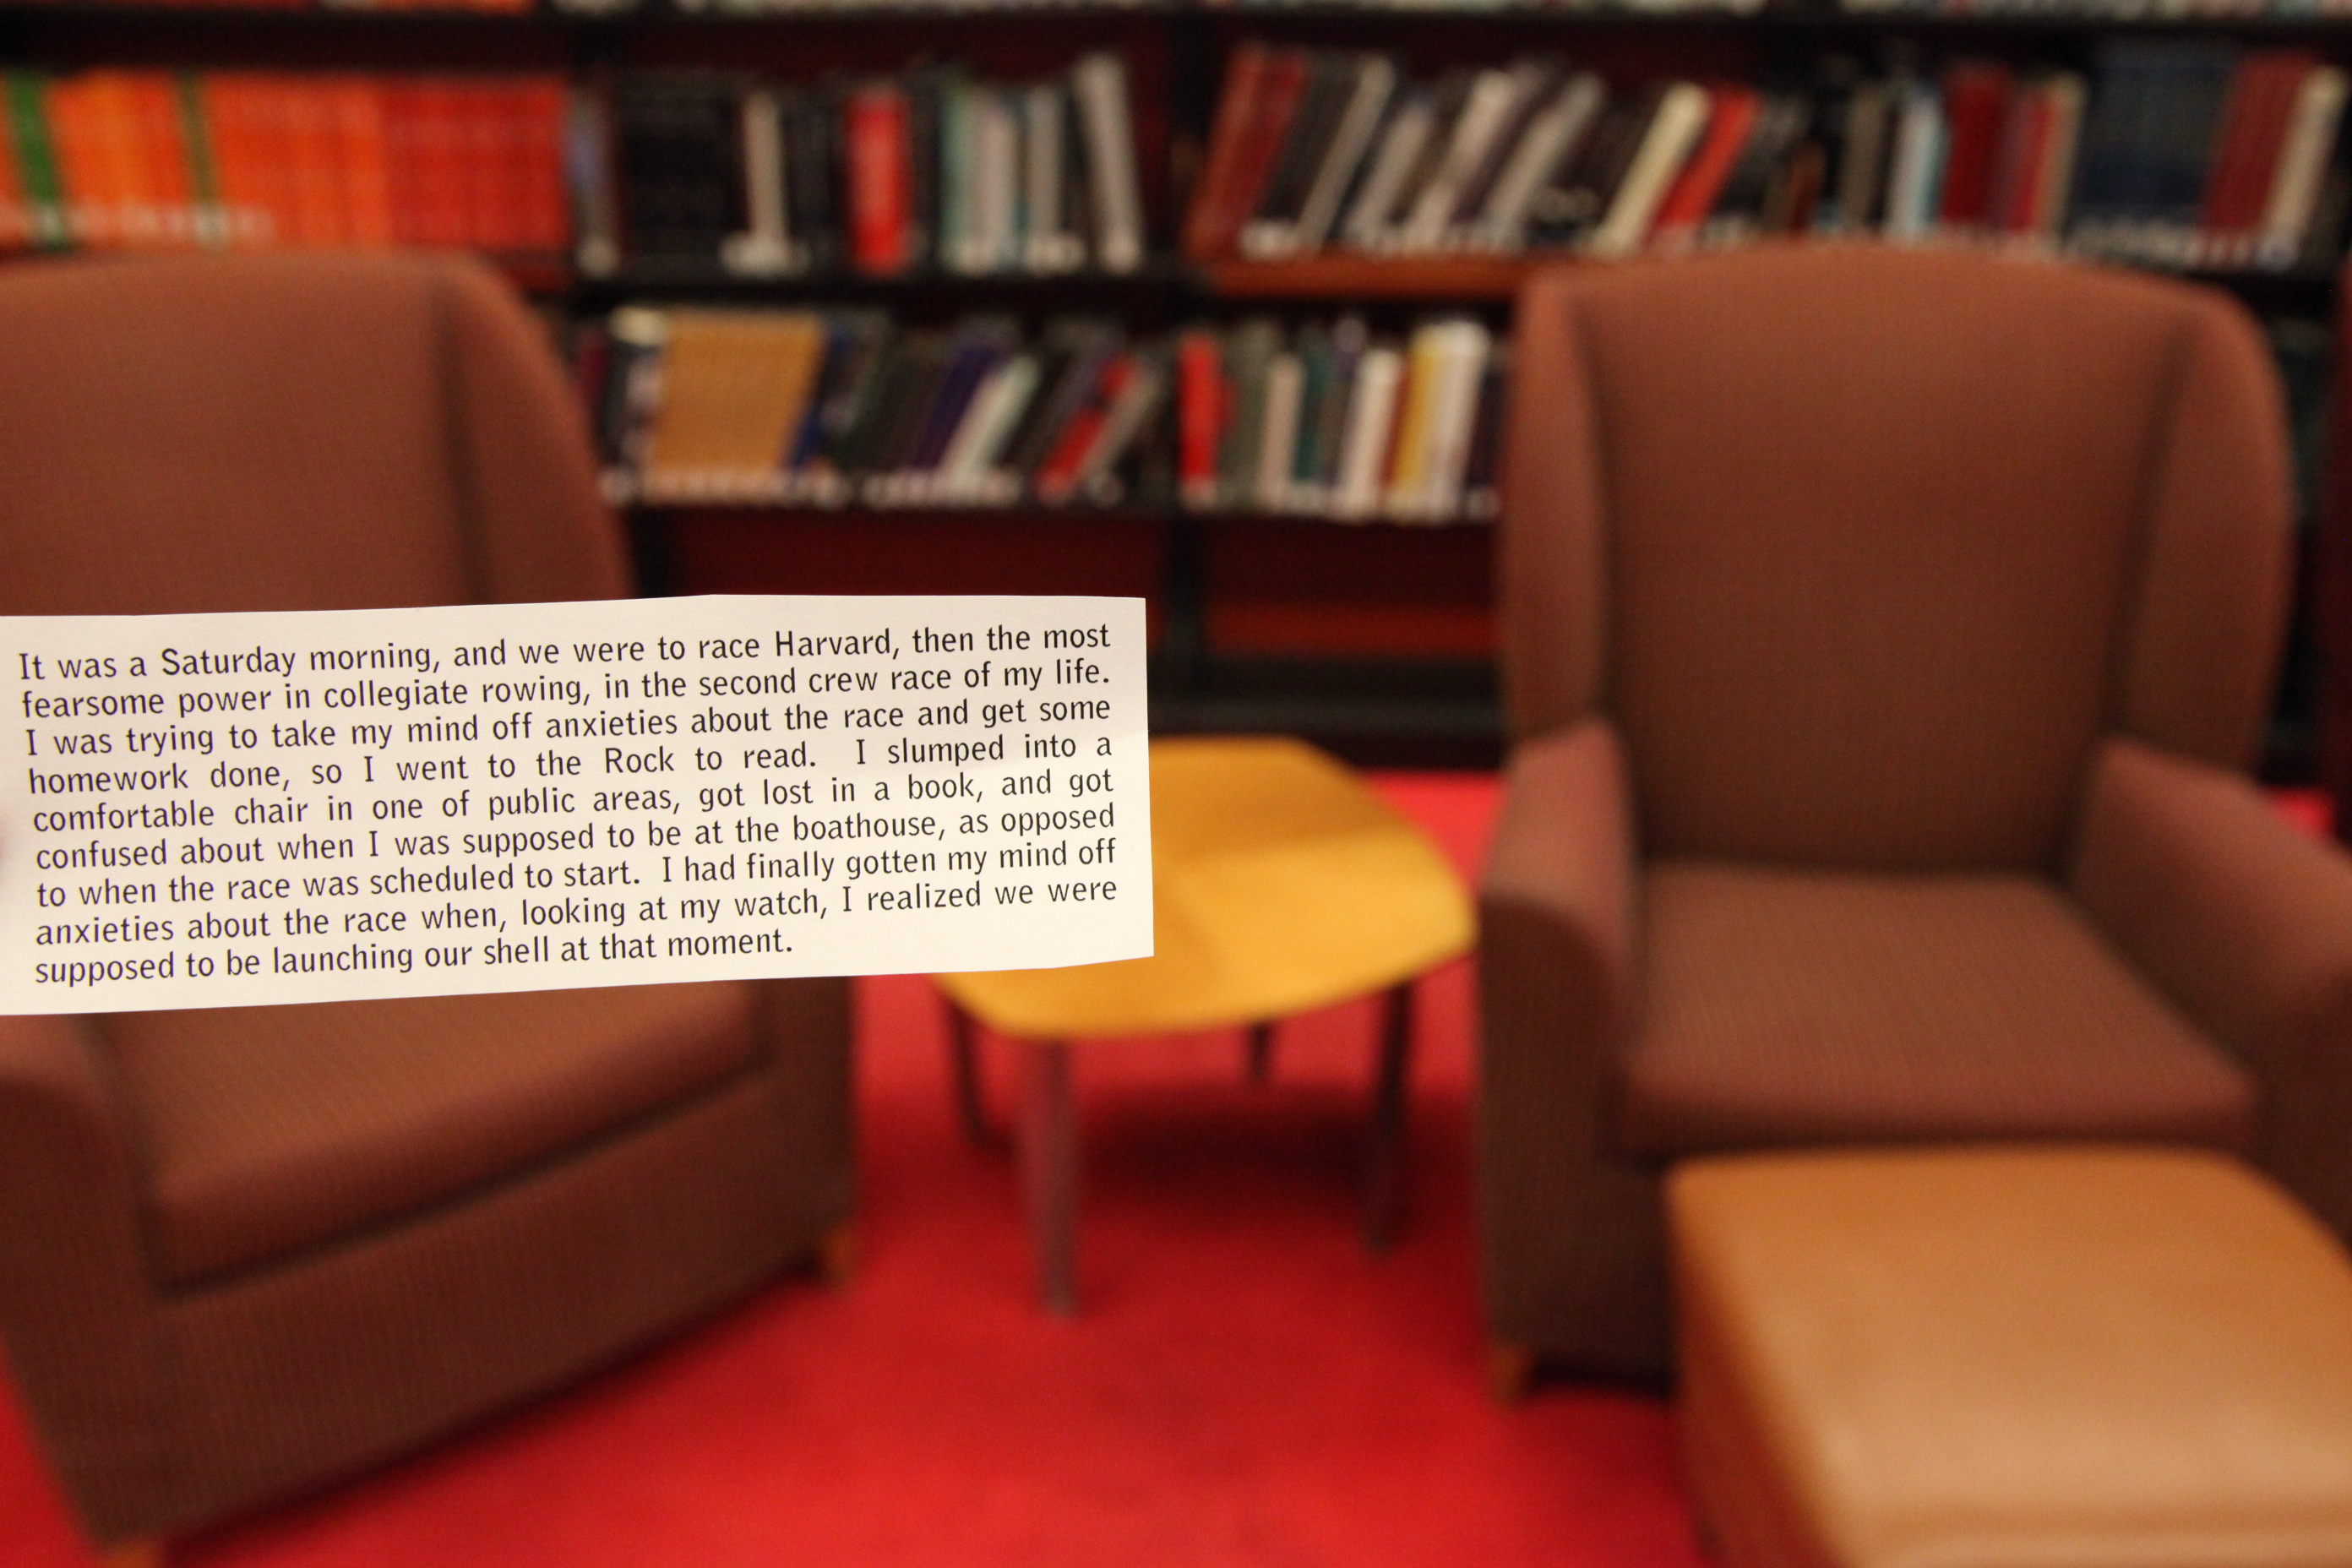 It was a Saturday morning, and we were to race Harvard, then the most
fearsome power in collegiate rowing, in the second crew race of my life.
I was trying to take my mind off anxieties about the race and get some
homework done, so I went to the Rock to read.  I slumped into a
comfortable chair in one of public areas, got lost in a book, and got
confused about when I was supposed to be at the boathouse, as opposed
to when the race was scheduled to start.  I had finally gotten my mind off
anxieties about the race when, looking at my watch, I realized we were
supposed to be launching our shell at that moment.